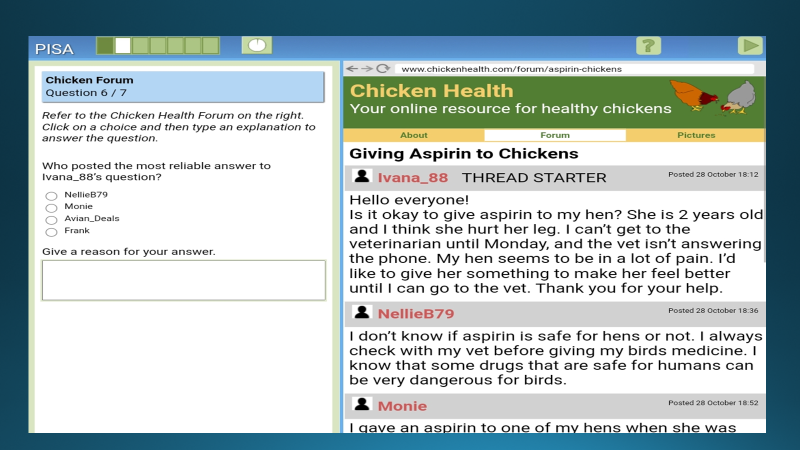 PISA
?
Chicken Forum
Question 6 / 7
Refer to the Chicken Health Forum on the right.
Click on a choice and then type an explanation to
answer the question.
Who posted the most reliable answer to
Ivana_88's question?
NellieB79
Monie
Avian_Deals
Frank
Give a reason for your answer.
www.chickenhealth.com/forum/aspirin-chickens
Chicken Health
Your online resource for healthy chickens
About
Forum
Pictures
Giving Aspirin to Chickens
Ivana_88 THREAD STARTER Posted 28 October 18:12
Hello everyone!
Is it okay to give aspirin to my hen? She is 2 years old
and I think she hurt her leg. I can't get to the
veterinarian until Monday, and the vet isn't answering
the phone. My hen seems to be in a lot of pain. I'd
like to give her something to make her feel better
until I can go to the vet. Thank you for your help.
NellieB79 Posted 28 October 18:36
I don't know if aspirin is safe for hens or not. I always
check with my vet before giving my birds medicine. I
know that some drugs that are safe for humans can
be very dangerous for birds.
Monie Posted 28 October 18:52
I gave an aspirin to one of my hens when she was